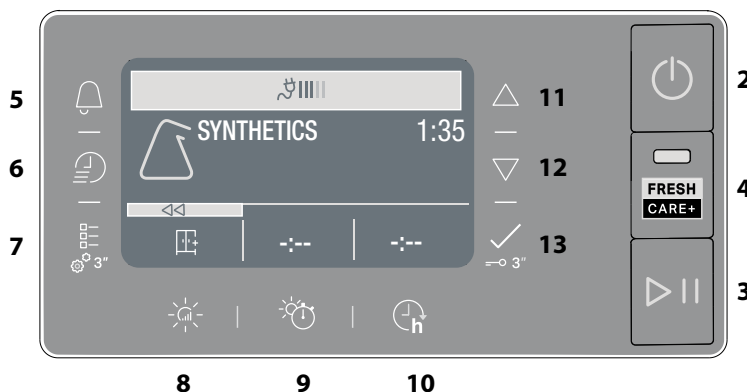 5
6
7
SYNTHETICS 1:35
-:-- -:--
3"
11
12
13
3"
2
FRESH
CARE+
4
3
h
8 9 10